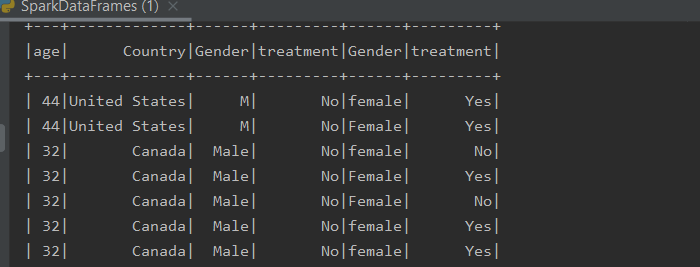 SparkDataFrames (1) ×
+---+-------------+------+---------+------+---------+
|age|      Country|Gender|treatment|Gender|treatment|
+---+-------------+------+---------+------+---------+
| 44|United States|     M|       No|female|      Yes|
| 44|United States|     M|       No|Female|      Yes|
| 32|       Canada|  Male|       No|female|       No|
| 32|       Canada|  Male|       No|female|      Yes|
| 32|       Canada|  Male|       No|Female|       No|
| 32|       Canada|  Male|       No|Female|      Yes|
| 32|       Canada|  Male|       No|female|      Yes|